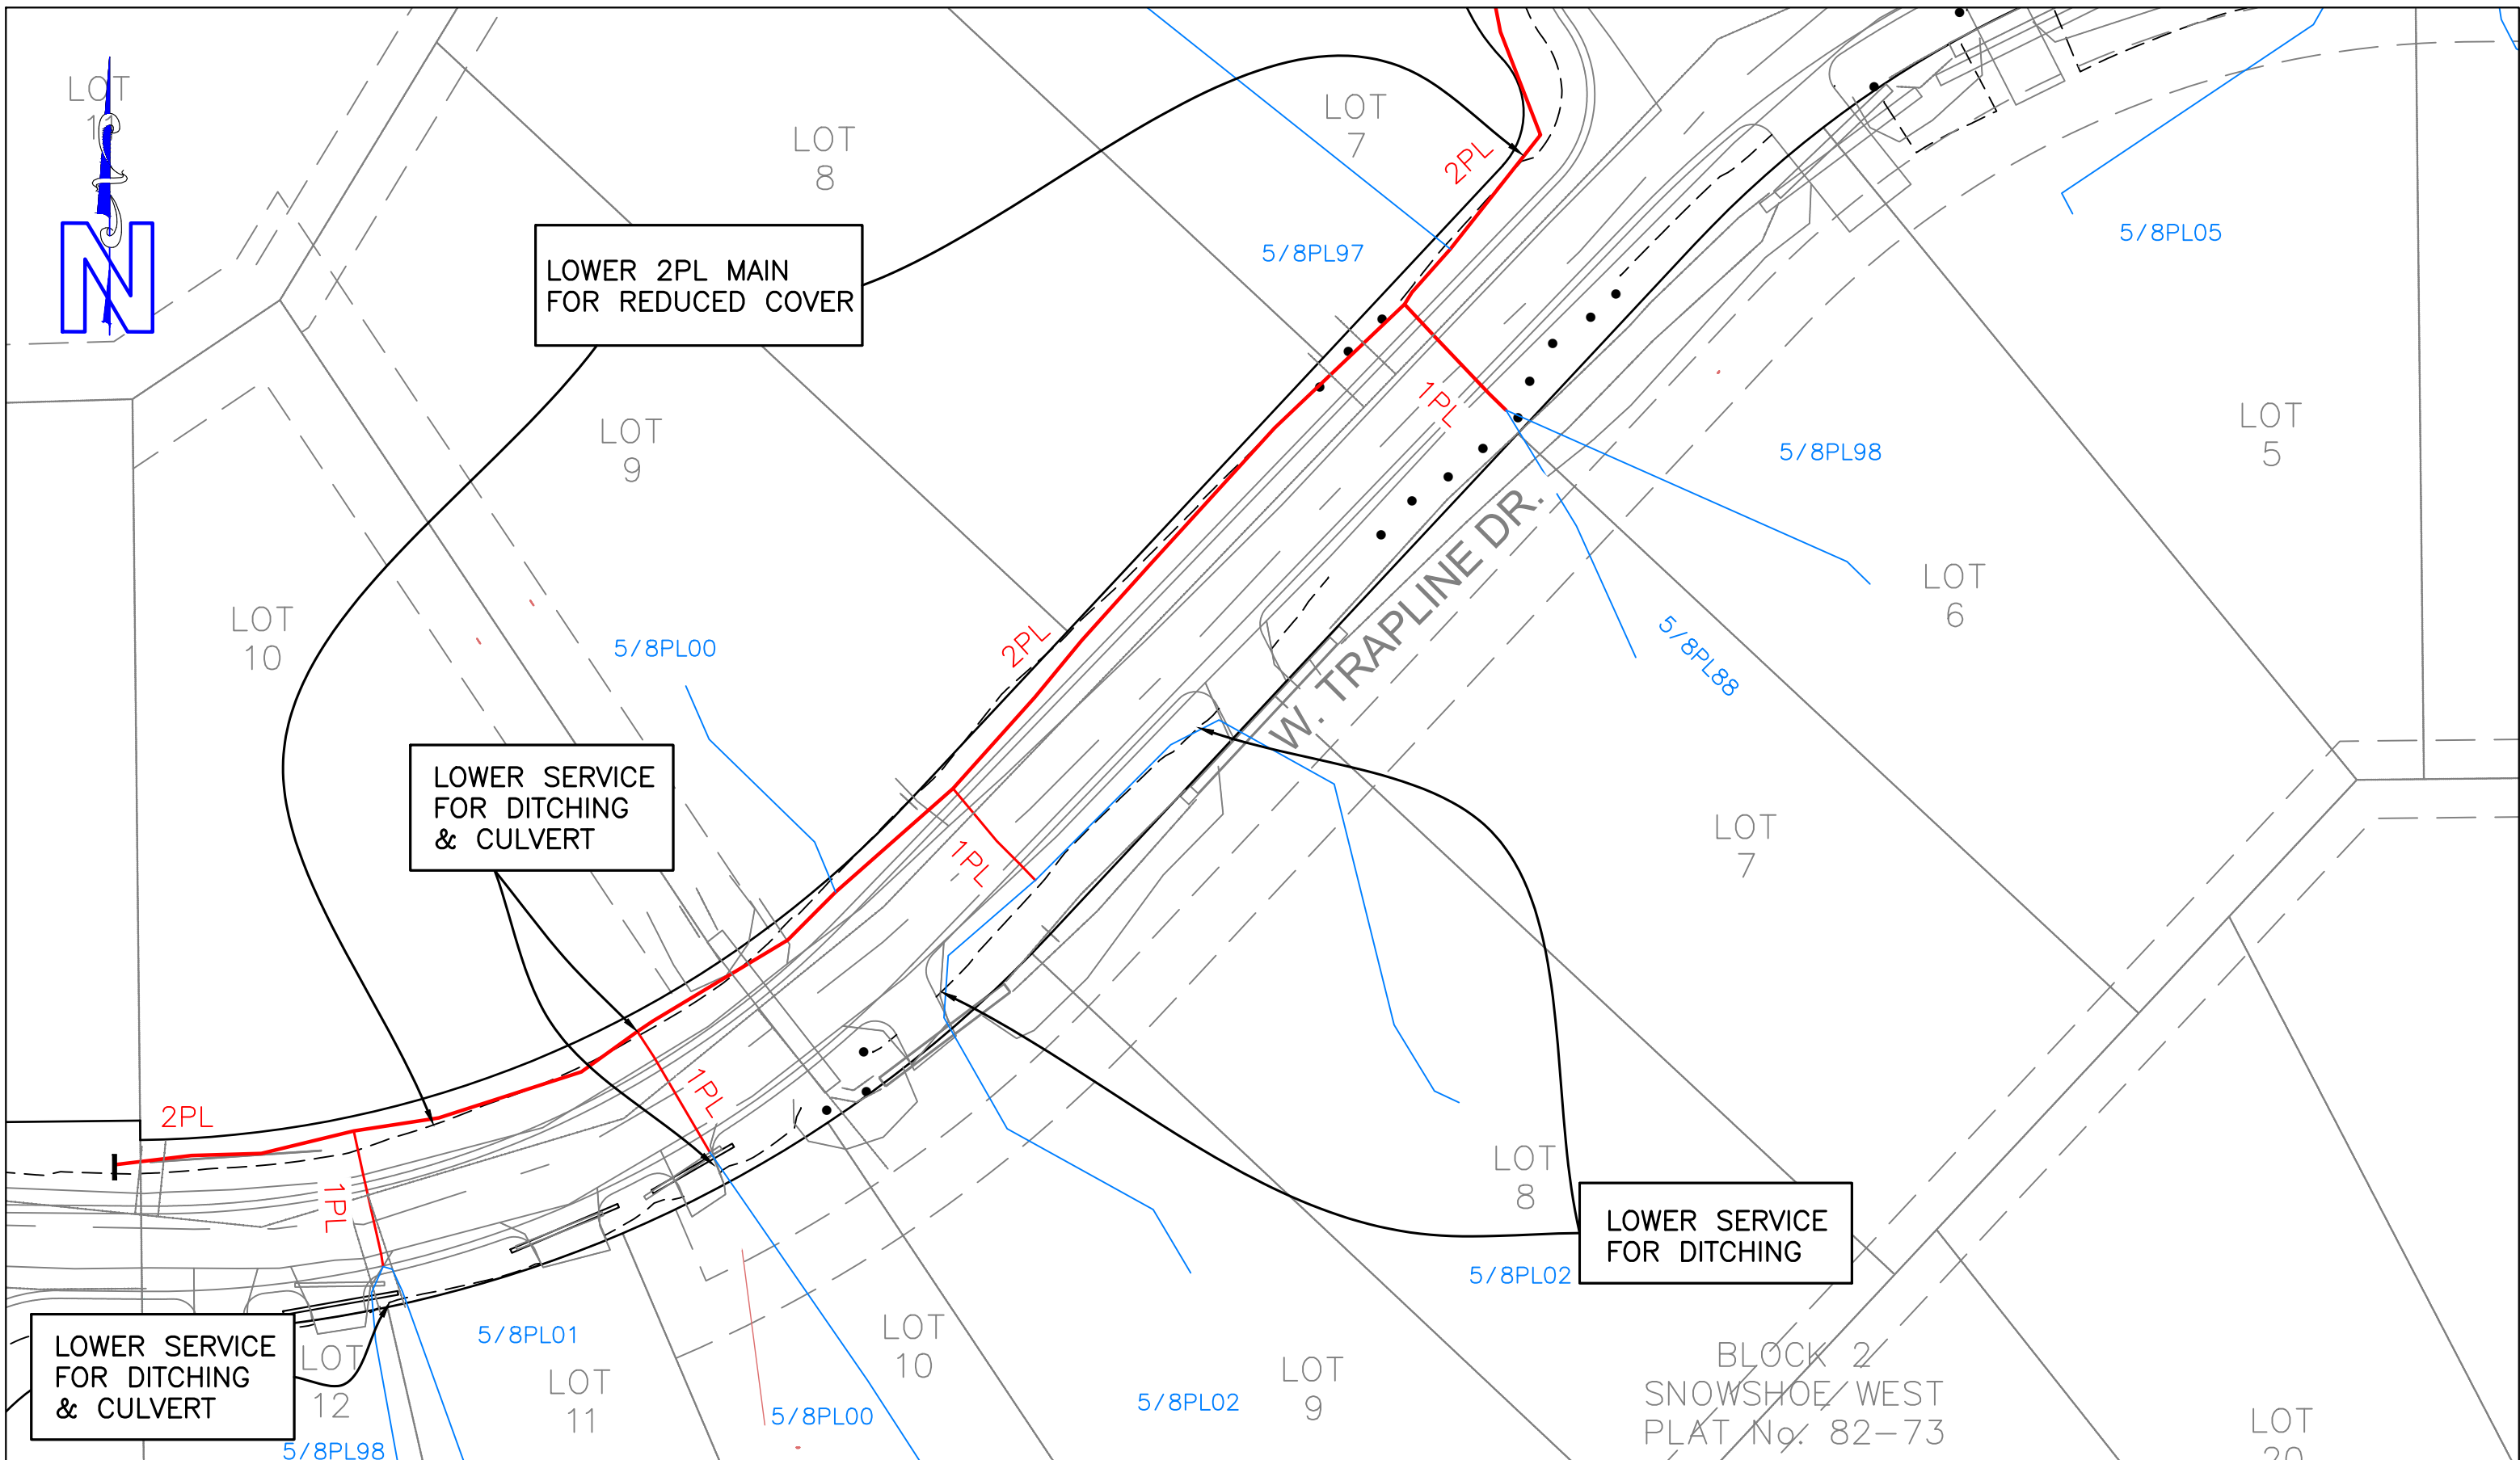 LOT
11
N
LOT
8
LOT
7
2PL
5/8PL97
5/8PL05
LOWER 2PL MAIN
FOR REDUCED COVER
LOT
9
1PL
5/8PL98
LOT
5
LOT
10
5/8PL00
2PL
W. TRAPLINE DR.
LOT
6
5/8PL88
LOWER SERVICE
FOR DITCHING
& CULVERT
1PL
LOT
7
2PL
1PL
1PL
LOT
8
LOWER SERVICE
FOR DITCHING
5/8PL02
LOWER SERVICE
FOR DITCHING
& CULVERT
LOT
12
5/8PL01
LOT
11
LOT
10
5/8PL00
5/8PL02
LOT
9
BLOCK 2
SNOWSHOE WEST
PLAT No. 82-73
LOT
20
5/8PL98